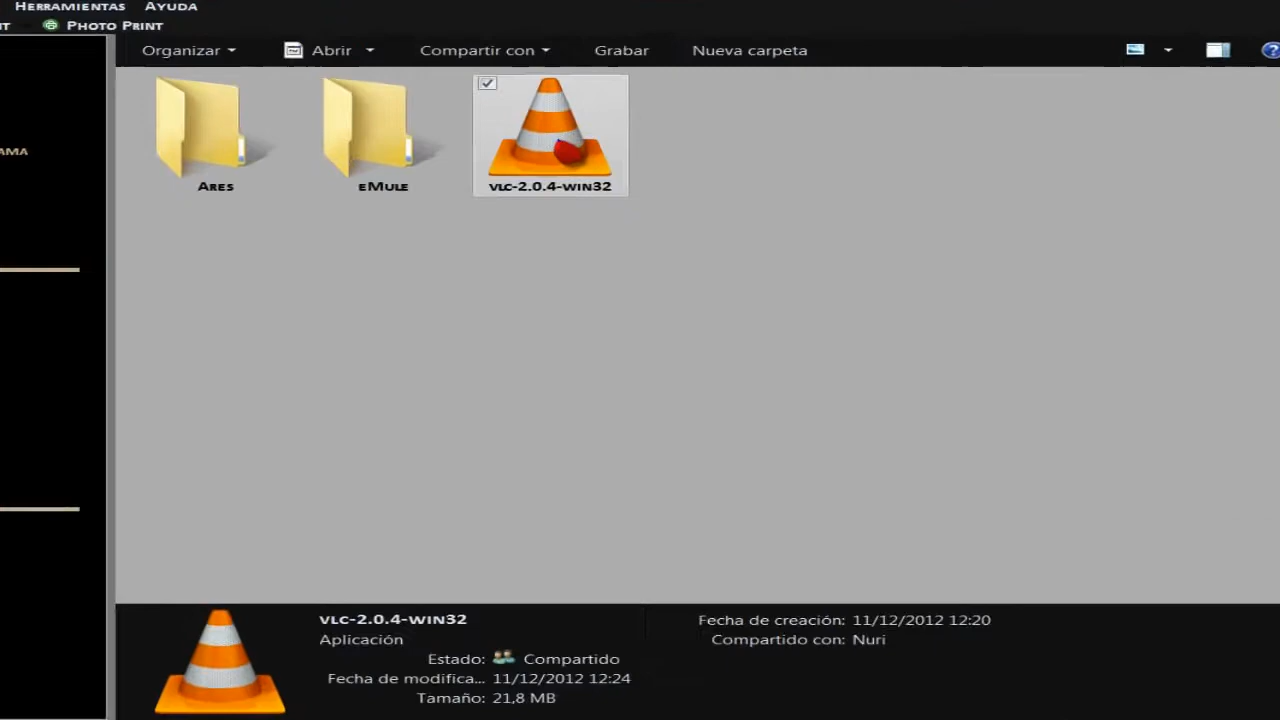 Herramientas Ayuda
nt Photo Print
Organizar Abrir Compartir con Grabar Nueva carpeta
ama
Ares eMule vlc-2.0.4-win32
vlc-2.0.4-win32
Aplicación
Estado: Compartido
Fecha de modifica... 11/12/2012 12:24
Tamaño: 21,8 MB
Fecha de creación: 11/12/2012 12:20
Compartido con: Nuri